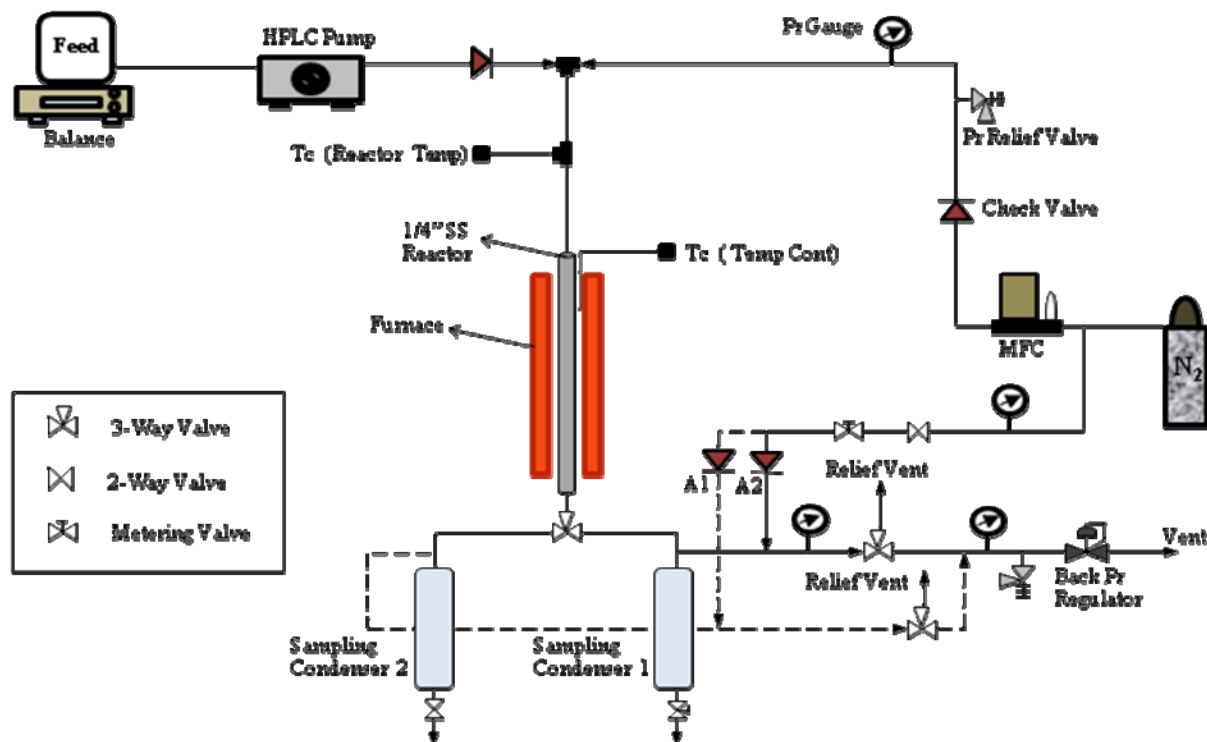 Feed
Balance
HPLC Pump
Pr Gauge
Pr Relief Valve
Tc (Reactor Temp)
Check Valve
1/4" SS
Reactor
Tc ( Temp Cont)
Furnace
MFC
N2
3-Way Valve
2-Way Valve
Metering Valve
A1
A2
Relief Vent
Vent
Relief Vent
Back Pr
Regulator
Sampling
Condenser 2
Sampling
Condenser 1